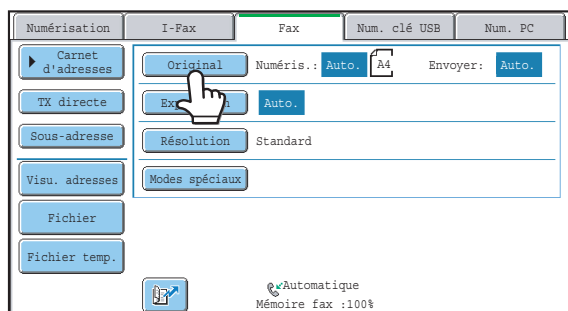 Numérisation I-Fax Fax Num. clé USB Num. PC
Carnet d'adresses
Original Numéris.: Auto. A4 Envoyer: Auto.
TX directe
Auto.
Sous-adresse
Résolution Standard
Visu. adresses
Modes spéciaux
Fichier
Fichier temp.
Automatique
Mémoire fax :100%